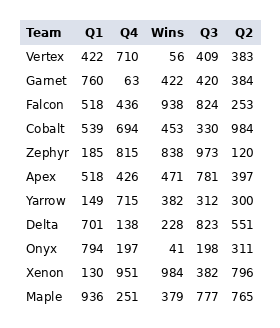 Team Q1 Q4 Wins Q3 Q2
Vertex 422 710 56 409 383
Garnet 760 63 422 420 384
Falcon 518 436 938 824 253
Cobalt 539 694 453 330 984
Zephyr 185 815 838 973 120
Apex 518 426 471 781 397
Yarrow 149 715 382 312 300
Delta 701 138 228 823 551
Onyx 794 197 41 198 311
Xenon 130 951 984 382 796
Maple 936 251 379 777 765